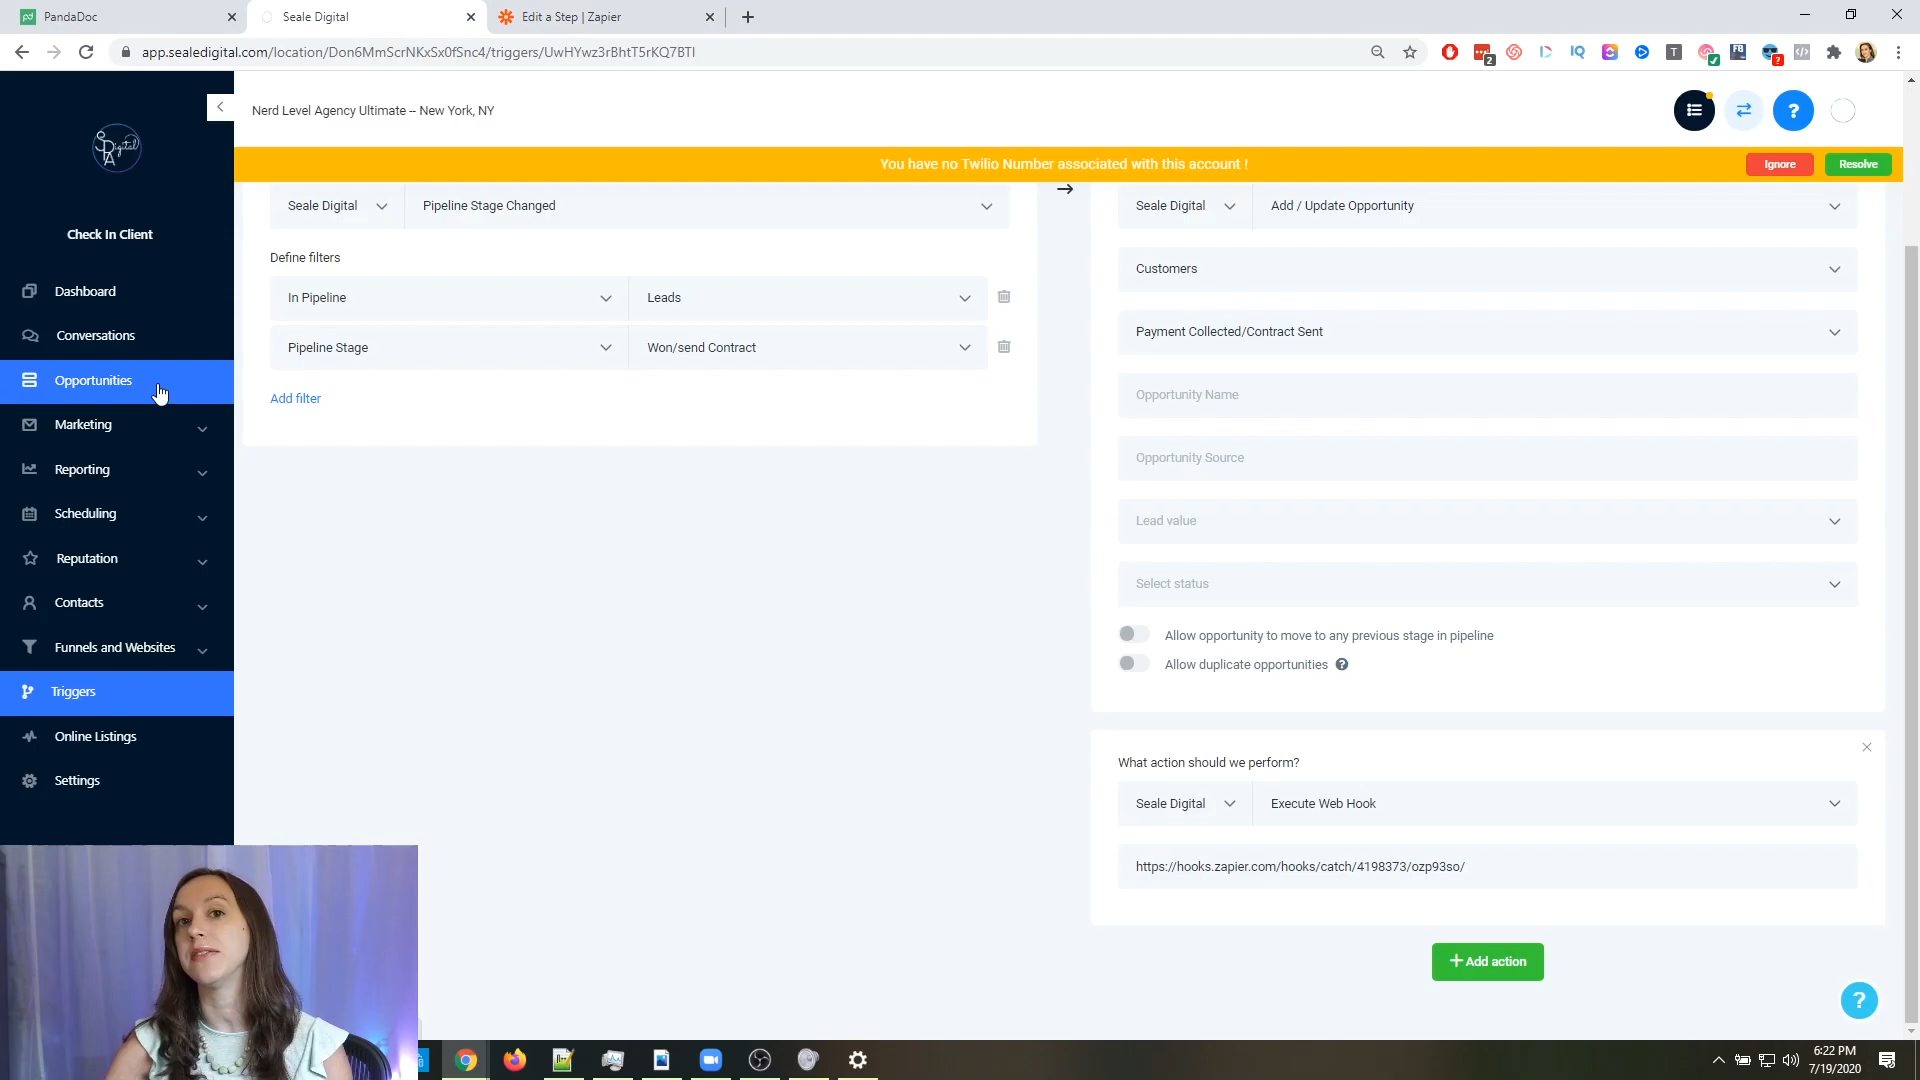 PandaDoc
Seale Digital
Edit a Step | Zapier
app.sealedigital.com/location/Don6MmScrNKxSx0fSnc4/triggers/UwHYwz3rBhtT5rKQ7BTI
Nerd Level Agency Ultimate -- New York, NY
You have no Twilio Number associated with this account !
Ignore
Resolve
Digital
Check In Client
Dashboard
Conversations
Opportunities
Marketing
Reporting
Scheduling
Reputation
Contacts
Funnels and Websites
Triggers
Online Listings
Settings
Seale Digital
Pipeline Stage Changed
Define filters
In Pipeline
Leads
Pipeline Stage
Won/send Contract
Add filter
Seale Digital
Add / Update Opportunity
Customers
Payment Collected/Contract Sent
Opportunity Name
Opportunity Source
Lead value
Select status
Allow opportunity to move to any previous stage in pipeline
Allow duplicate opportunities
What action should we perform?
Seale Digital
Execute Web Hook
https://hooks.zapier.com/hooks/catch/4198373/ozp93so/
+ Add action
6:22 PM
7/19/2020